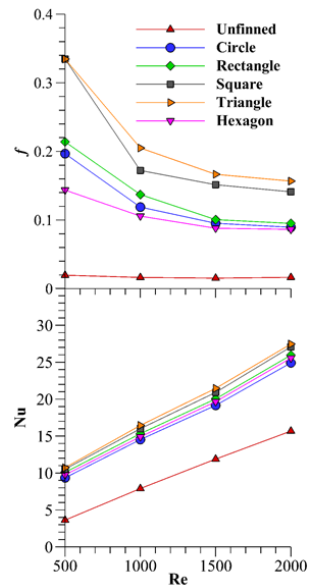 0.4
Unfinned
Circle
Rectangle
0.3
Square
Triangle
Hexagon
f
0.2
0.1
0
30
25
20
Nu
15
10
5
0
500 1000 1500 2000
Re